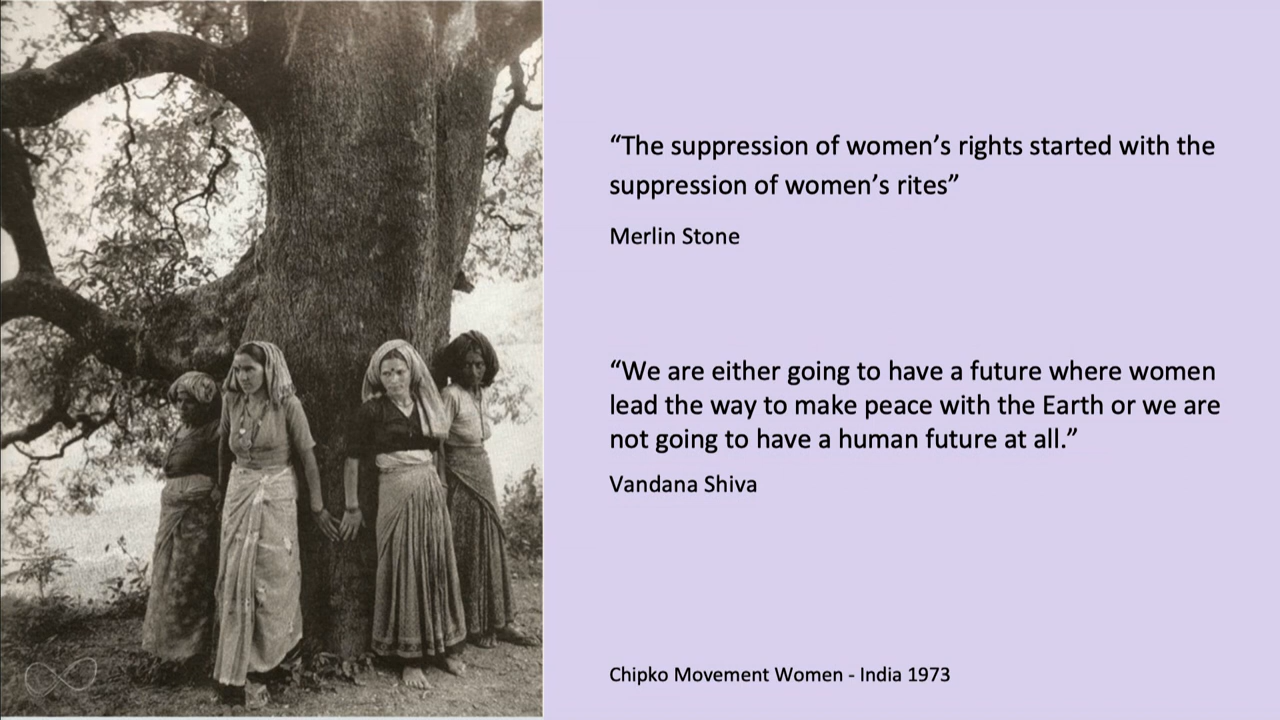 “The suppression of women’s rights started with the
suppression of women’s rites”
Merlin Stone
“We are either going to have a future where women
lead the way to make peace with the Earth or we are
not going to have a human future at all.”
Vandana Shiva
Chipko Movement Women - India 1973